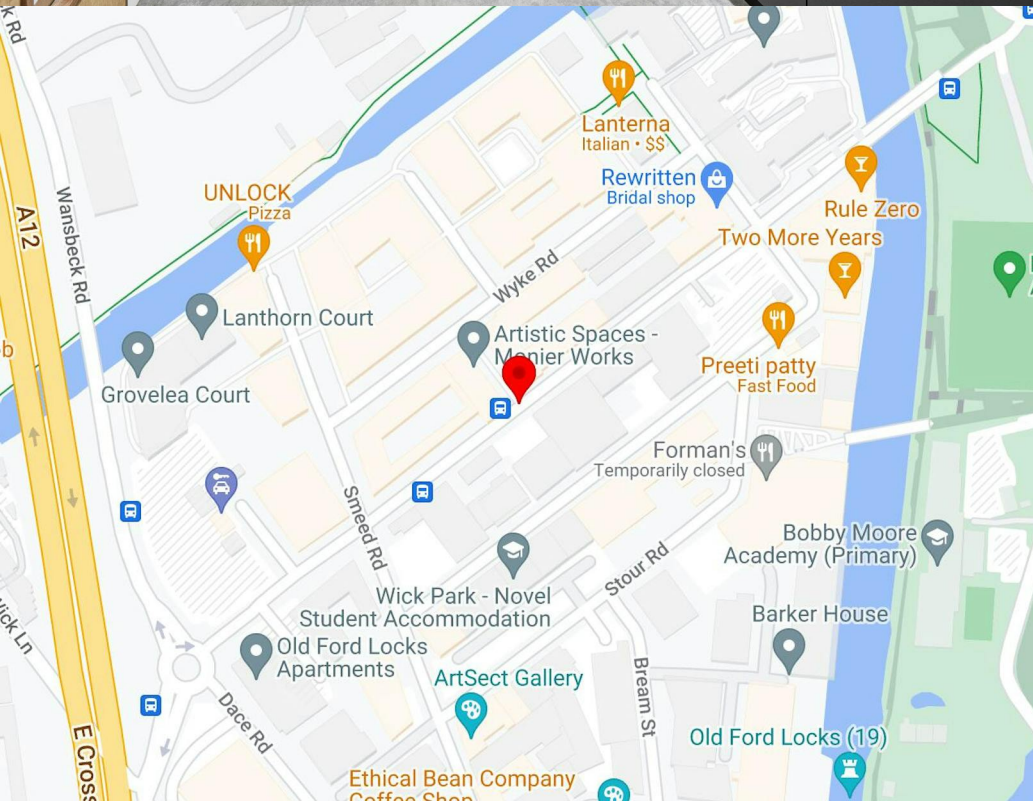 k Rd
Lanterna
Italian • $$
UNLOCK
Pizza
Rewritten
Bridal shop
Rule Zero
Two More Years
A12
Wansbeck Rd
Wyke Rd
Lanthorn Court
Artistic Spaces -
Monier Works
b
Grovelea Court
Preeti patty
Fast Food
Forman's
Temporarily closed
Smeed Rd
Bobby Moore
Academy (Primary)
Stour Rd
Wick Park - Novel
Student Accommodation
Barker House
Wick Ln
Old Ford Locks
Apartments
ArtSect Gallery
Bream St
Dace Rd
Old Ford Locks (19)
E Cross
Ethical Bean Company
Coffee Shop